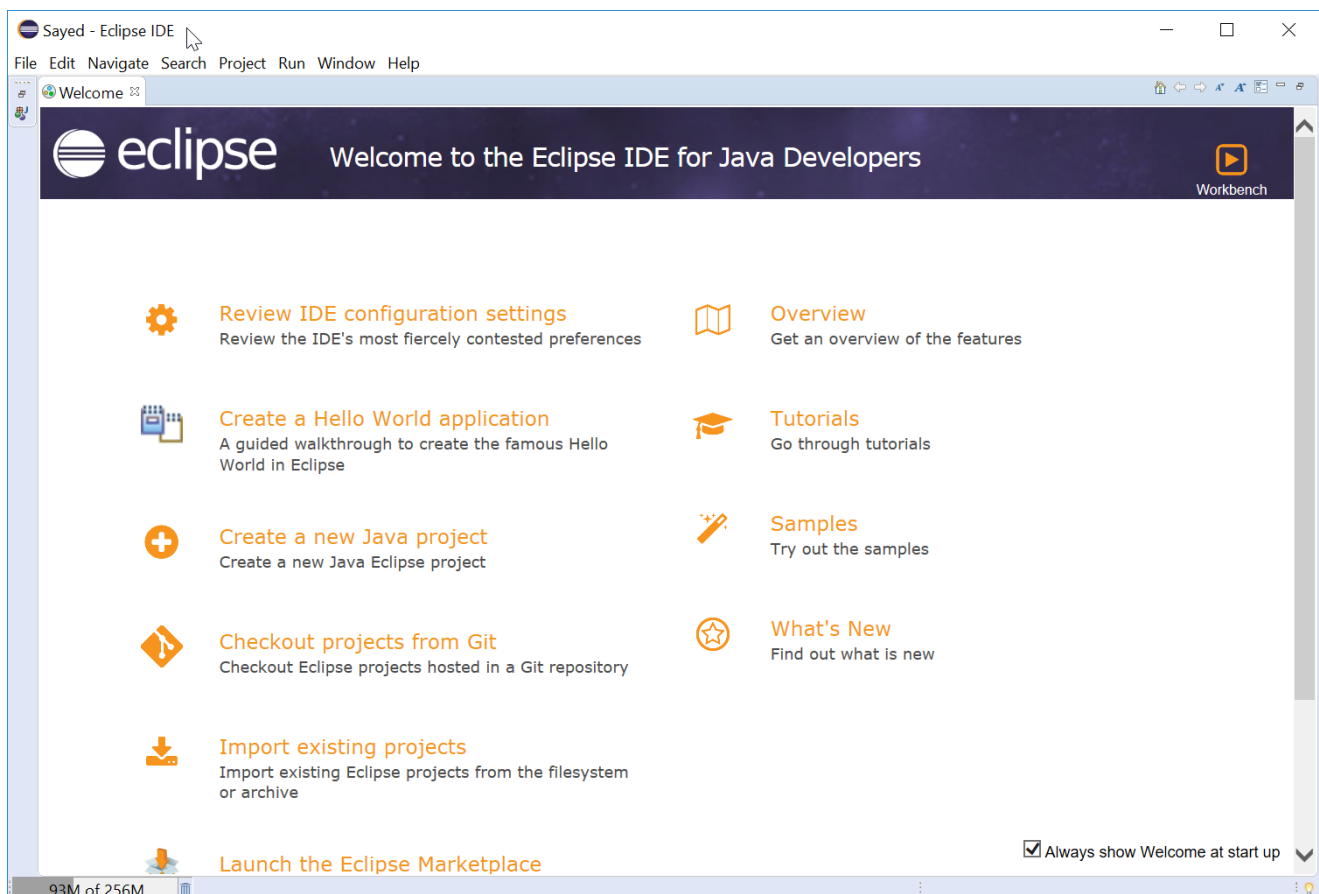 Sayed - Eclipse IDE
File Edit Navigate Search Project Run Window Help
Welcome
eclipse
Welcome to the Eclipse IDE for Java Developers
Workbench
Review IDE configuration settings
Review the IDE's most fiercely contested preferences
Overview
Get an overview of the features
Create a Hello World application
A guided walkthrough to create the famous Hello
World in Eclipse
Tutorials
Go through tutorials
Create a new Java project
Create a new Java Eclipse project
Samples
Try out the samples
Checkout projects from Git
Checkout Eclipse projects hosted in a Git repository
What's New
Find out what is new
Import existing projects
Import existing Eclipse projects from the filesystem
or archive
Launch the Eclipse Marketplace
Always show Welcome at start up
93M of 256M